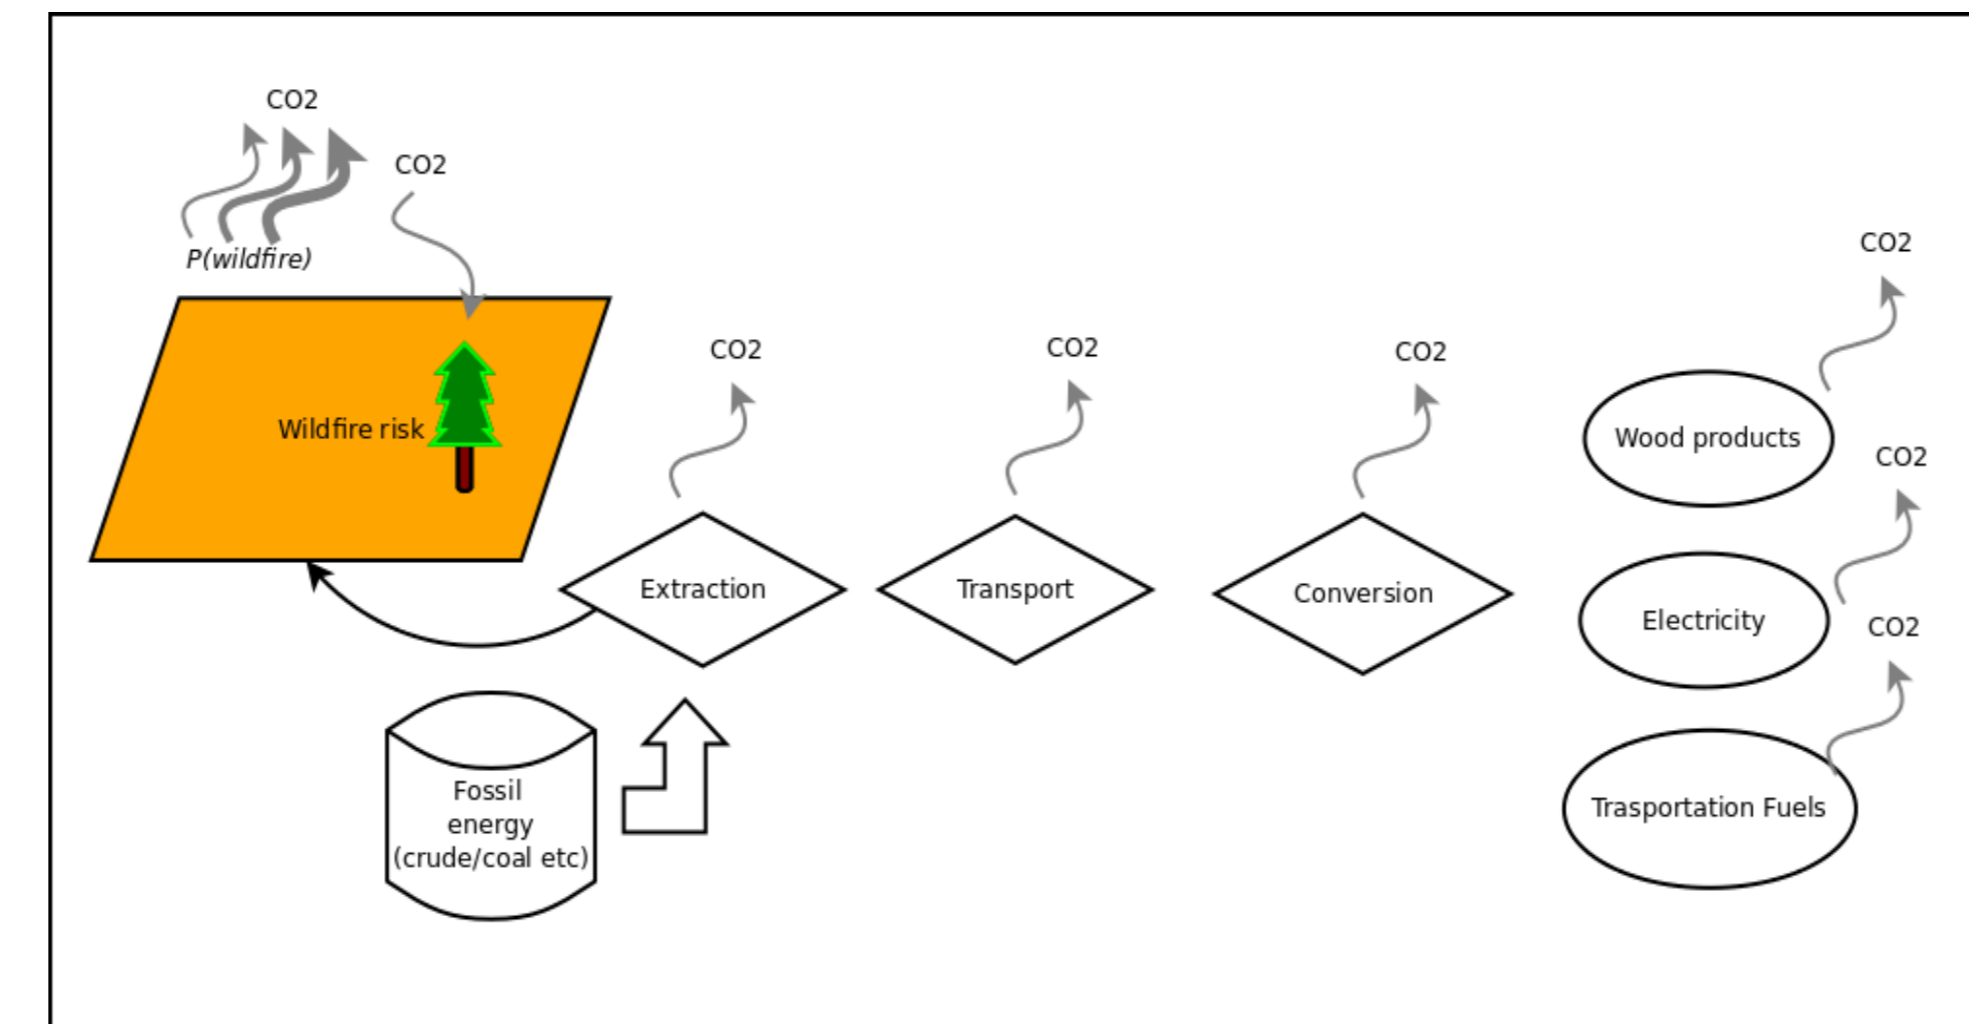 CO2
CO2
P(wildfire)
Wildfire risk
CO2
CO2
CO2
CO2
Wood products
CO2
Extraction
Transport
Conversion
Electricity
CO2
Fossil
energy
(crude/coal etc)
Trasportation Fuels